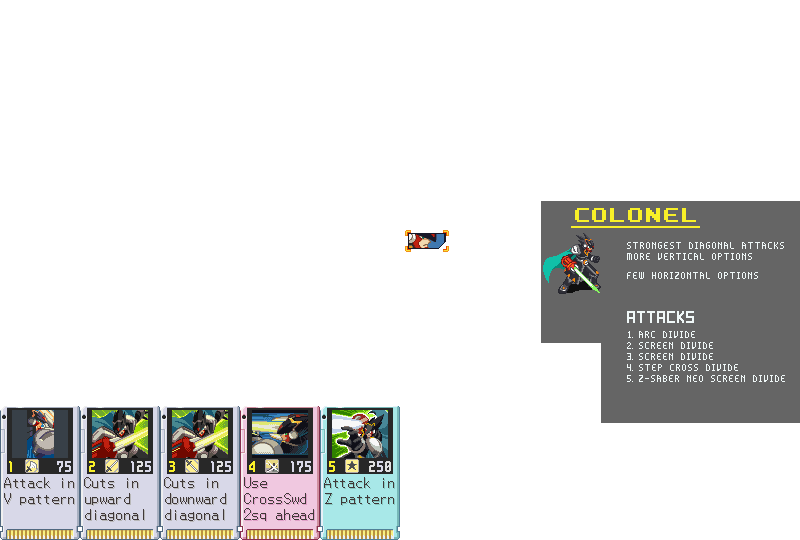 COLONEL
STRONGEST DIAGONAL ATTACKS
MORE VERTICAL OPTIONS
FEW HORIZONTAL OPTIONS
ATTACKS
1. ARC DIVIDE
2. SCREEN DIVIDE
3. SCREEN DIVIDE
4. STEP CROSS DIVIDE
5. Z-SABER NEO SCREEN DIVIDE
1 75
Attack in
V pattern
2 125
Cuts in
upward
diagonal
3 125
Cuts in
downward
diagonal
4 175
Use
CrossSwd
2sq ahead
5 250
Attack in
Z pattern